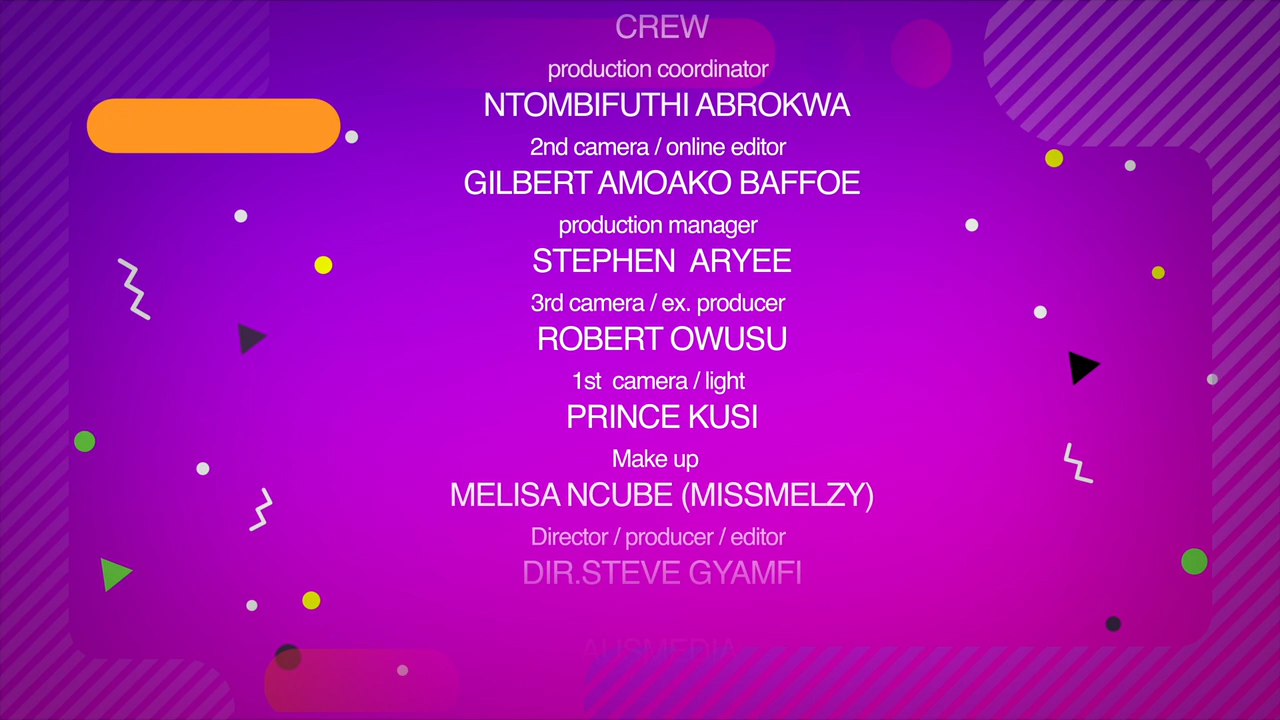 CREW
production coordinator
NTOMBIFUTHI ABROKWA
2nd camera / online editor
GILBERT AMOAKO BAFFOE
production manager
STEPHEN  ARYEE
3rd camera / ex. producer
ROBERT OWUSU
1st  camera / light
PRINCE KUSI
Make up
MELISA NCUBE (MISSMELZY)
Director / producer / editor
DIR.STEVE GYAMFI